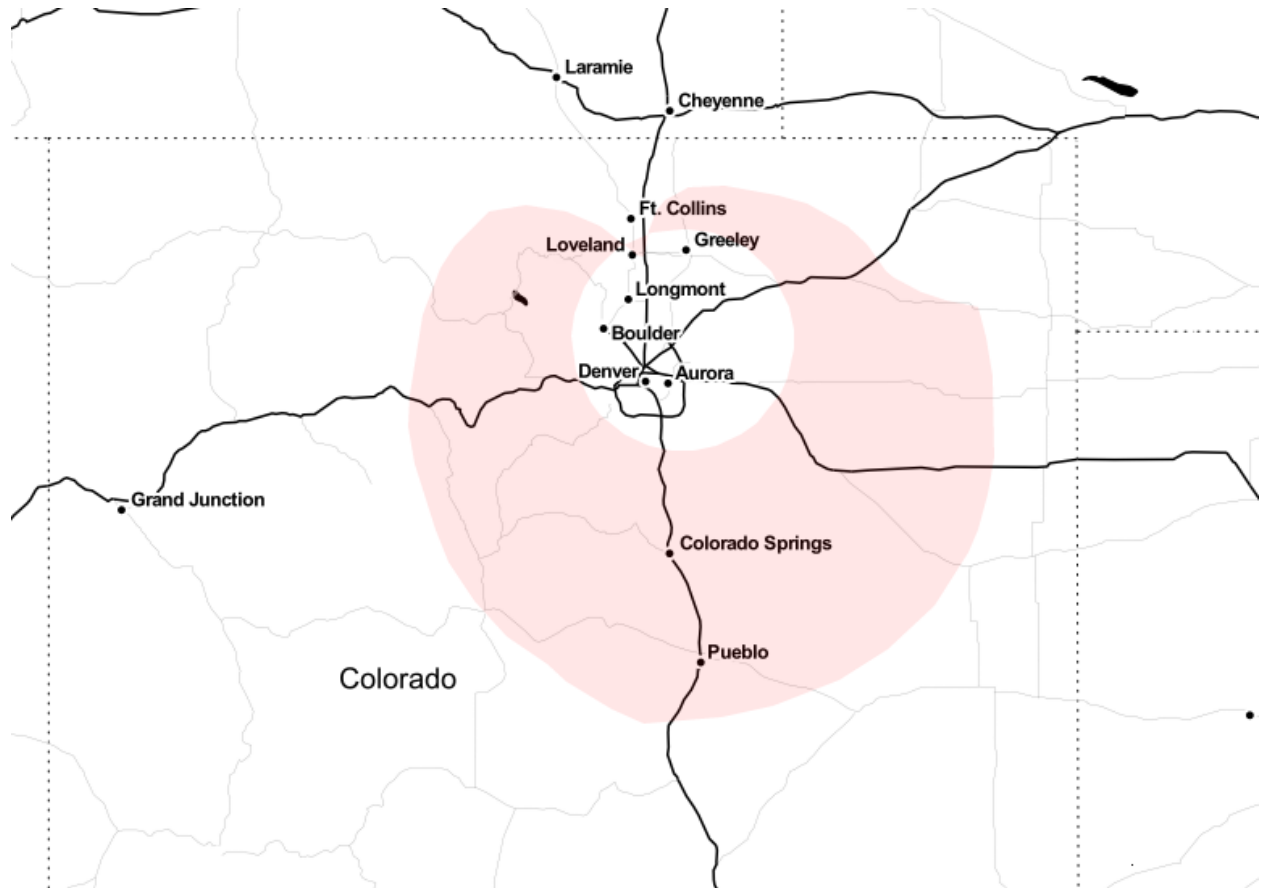 Laramie
Cheyenne
Ft. Collins
Loveland
Greeley
Longmont
Boulder
Denver
Aurora
Grand Junction
Colorado Springs
Pueblo
Colorado